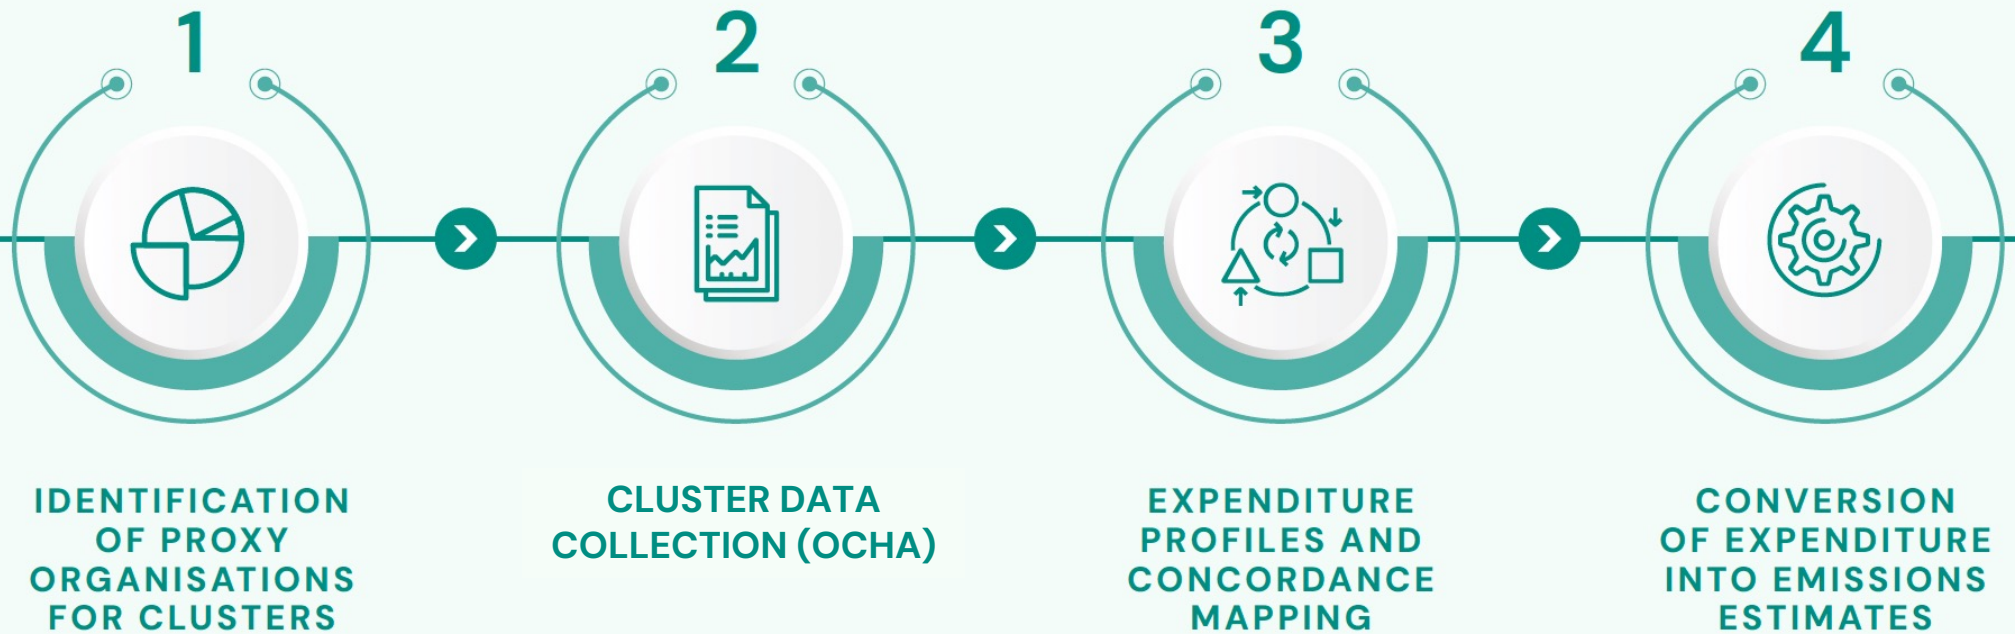 1
IDENTIFICATION
OF PROXY
ORGANISATIONS
FOR CLUSTERS
2
CLUSTER DATA
COLLECTION (OCHA)
3
EXPENDITURE
PROFILES AND
CONCORDANCE
MAPPING
4
CONVERSION
OF EXPENDITURE
INTO EMISSIONS
ESTIMATES